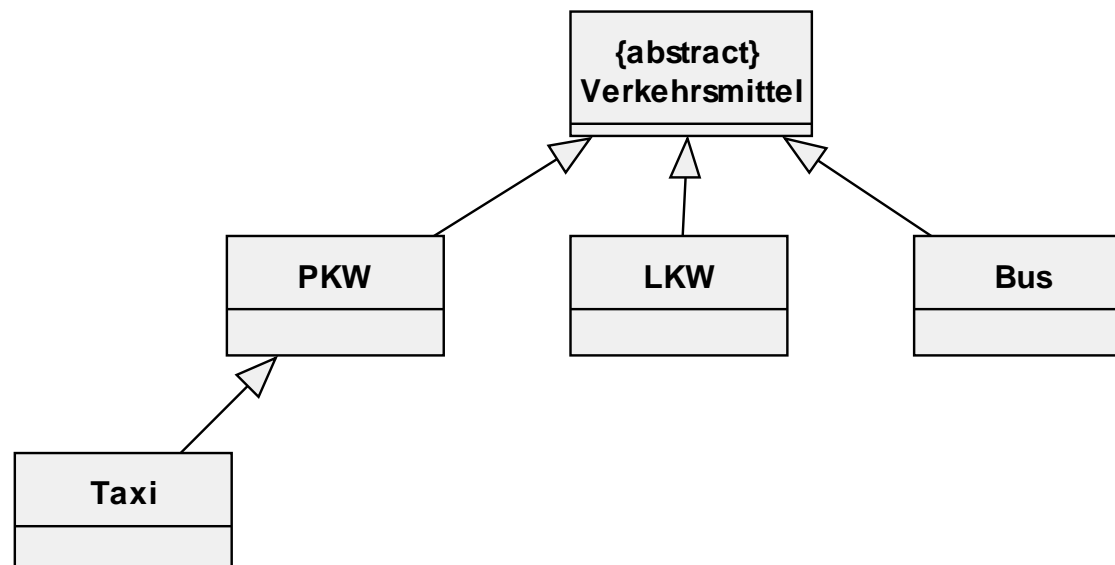 {abstract}
Verkehrsmittel
PKW
LKW
Bus
Taxi